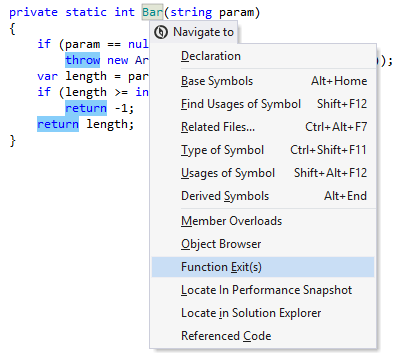 private static int Bar(string param)
{
if (param == nul
Navigate to
throw new Ar
);
var length = par
if (length >= in
return -1;
return length;
}
Declaration
Base Symbols Alt+Home
Find Usages of Symbol Shift+F12
Related Files... Ctrl+Alt+F7
Type of Symbol Ctrl+Shift+F11
Usages of Symbol Shift+Alt+F12
Derived Symbols Alt+End
Member Overloads
Object Browser
Function Exit(s)
Locate In Performance Snapshot
Locate in Solution Explorer
Referenced Code